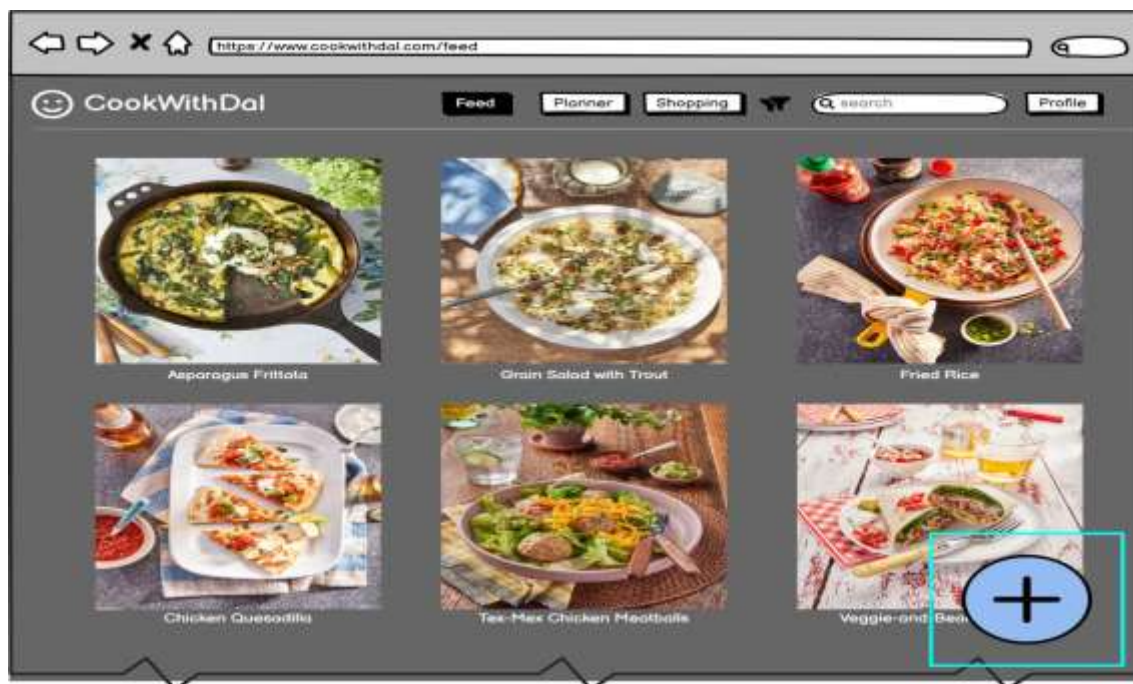 https://www.cookwithdal.com/feed
CookWithDal
Feed
Planner
Shopping
search
Profile
Asparagus Frittata
Grain Salad with Trout
Fried Rice
Chicken Quesadilla
Tex-Mex Chicken Meatballs
Veggie-and-Bea